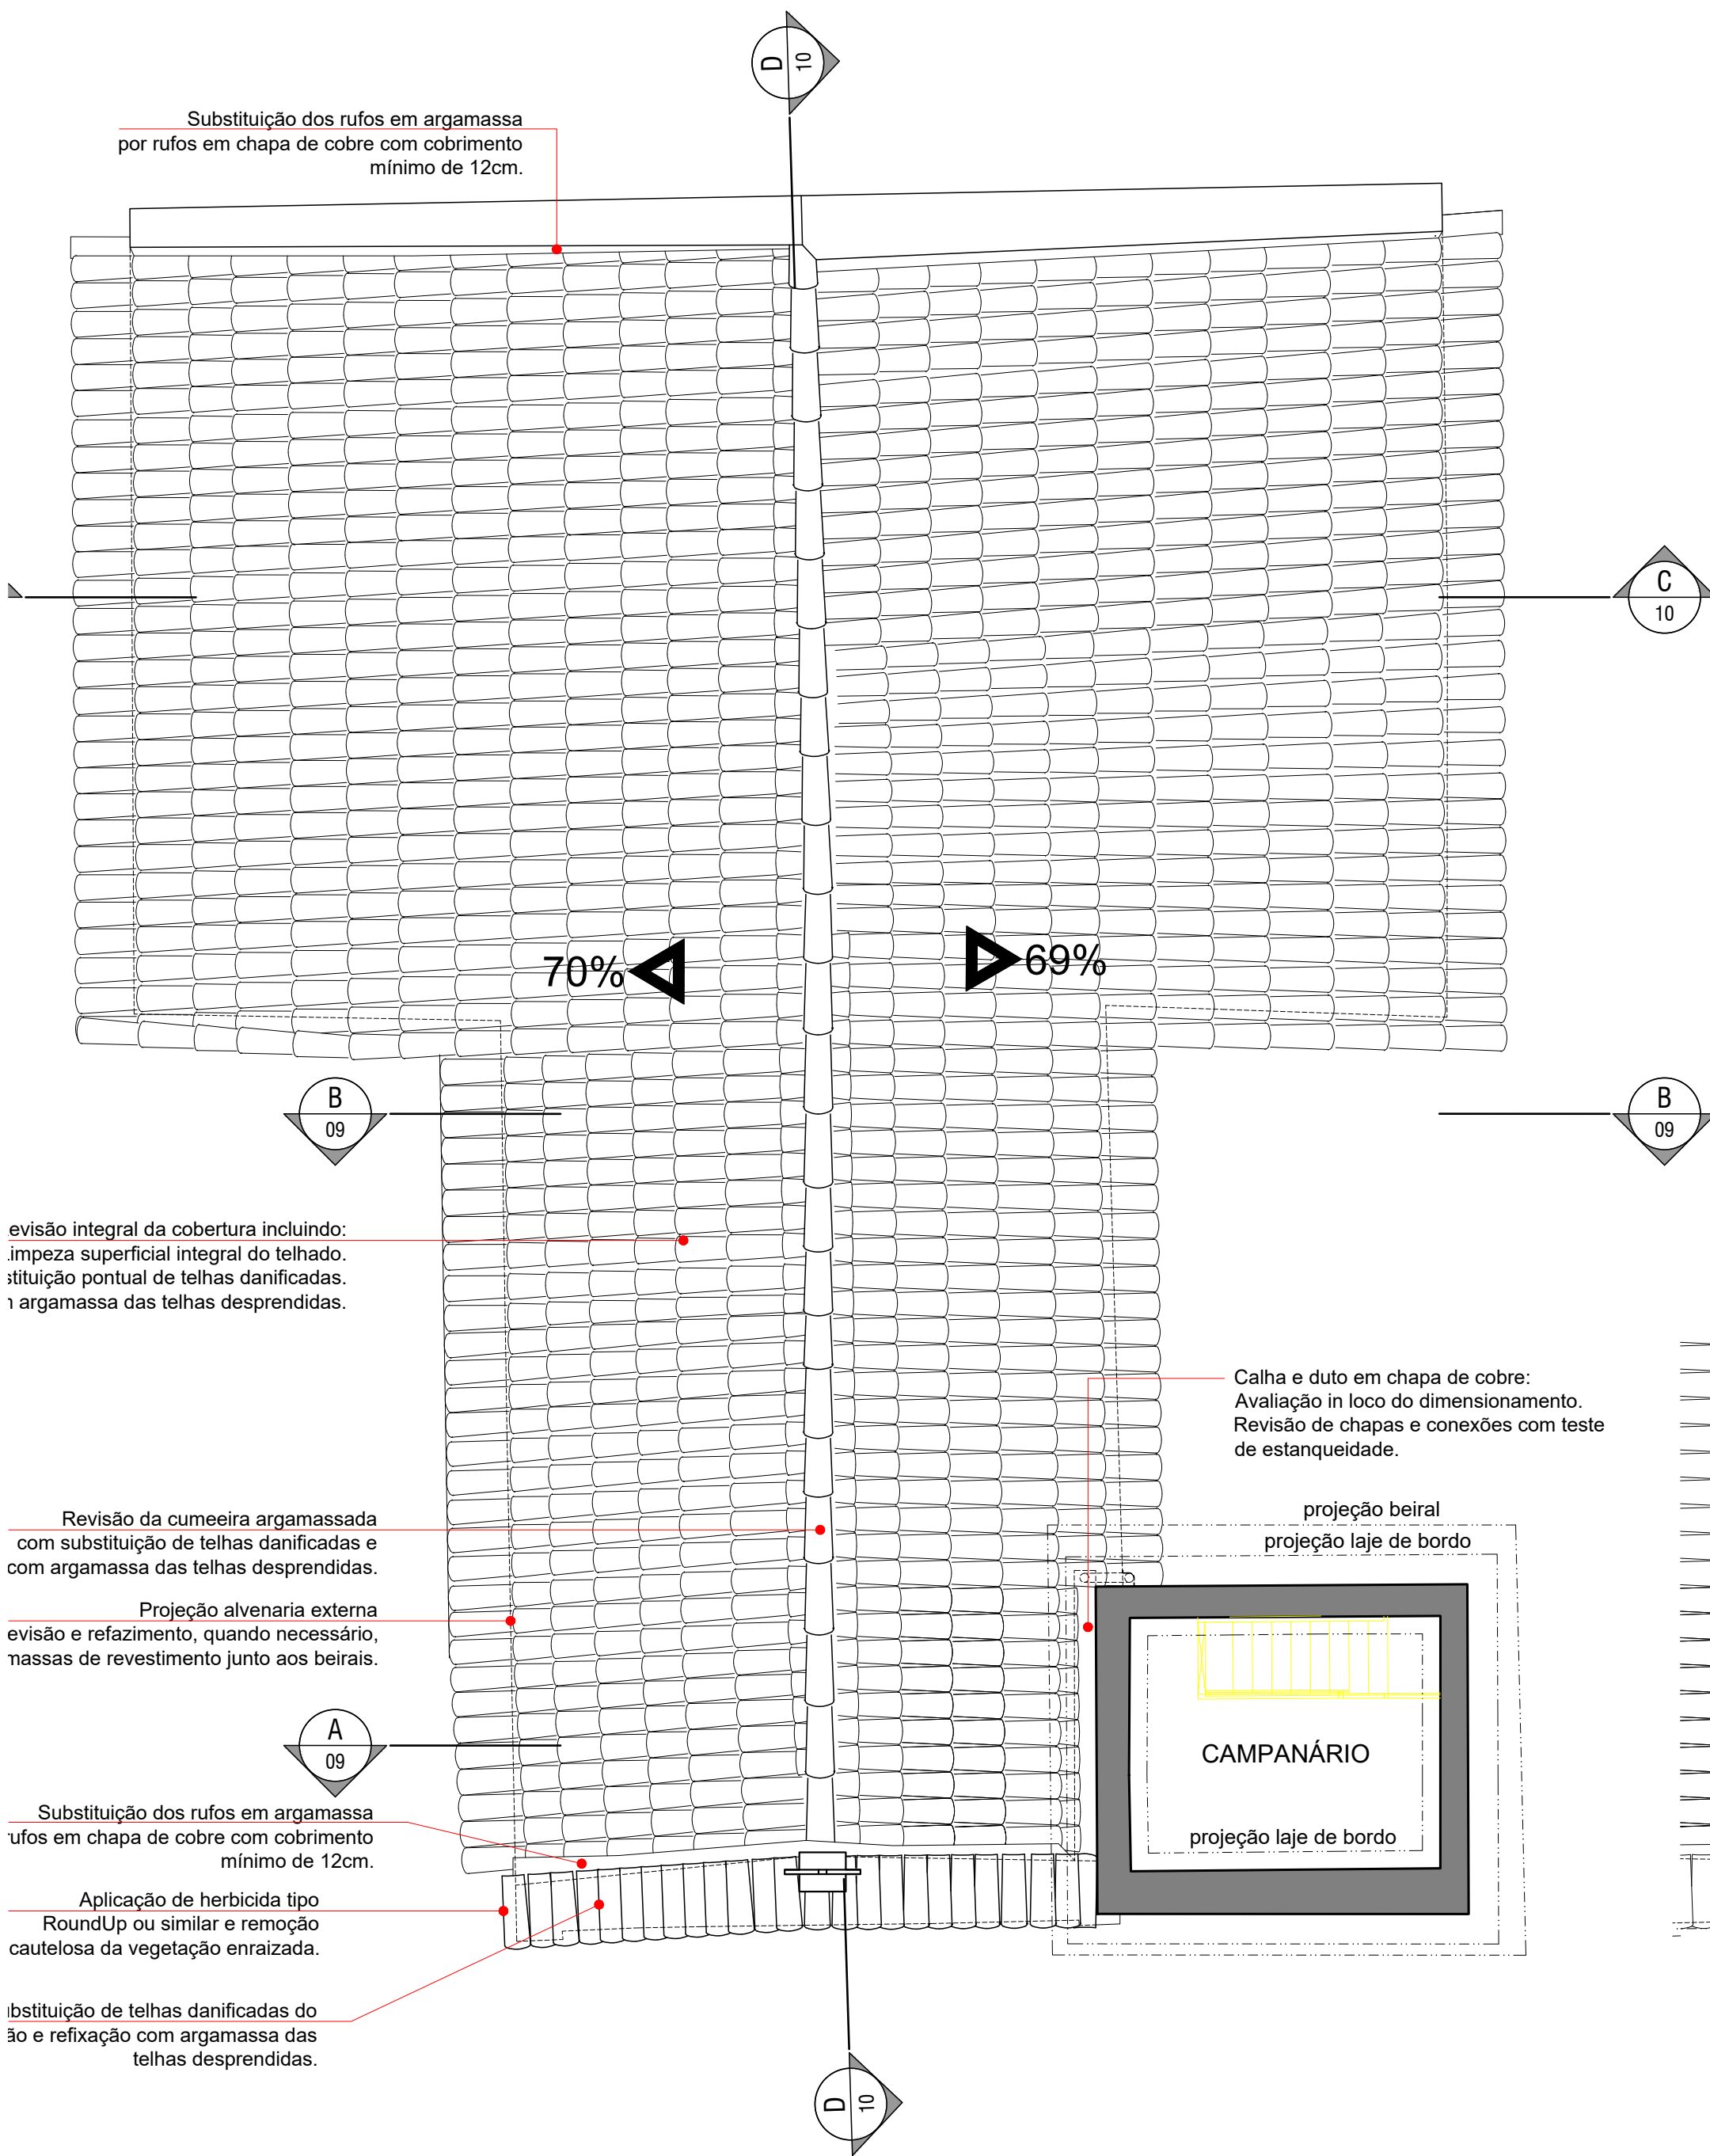 D
10
Substituição dos rufos em argamassa
por rufos em chapa de cobre com cobrimento
mínimo de 12cm.
C
10
70%
69%
B
09
B
09
evisão integral da cobertura incluindo:
impeza superficial integral do telhado.
stituição pontual de telhas danificadas.
argamassa das telhas desprendidas.
Calha e duto em chapa de cobre:
Avaliação in loco do dimensionamento.
Revisão de chapas e conexões com teste
de estanqueidade.
Revisão da cumeeira argamassada
com substituição de telhas danificadas e
com argamassa das telhas desprendidas.
projeção beiral
projeção laje de bordo
Projeção alvenaria externa
evisão e refazimento, quando necessário,
massas de revestimento junto aos beirais.
A
09
CAMPANÁRIO
projeção laje de bordo
Substituição dos rufos em argamassa
rufos em chapa de cobre com cobrimento
mínimo de 12cm.
Aplicação de herbicida tipo
RoundUp ou similar e remoção
cautelosa da vegetação enraizada.
bstituição de telhas danificadas do
ão e refixação com argamassa das
telhas desprendidas.
D
10